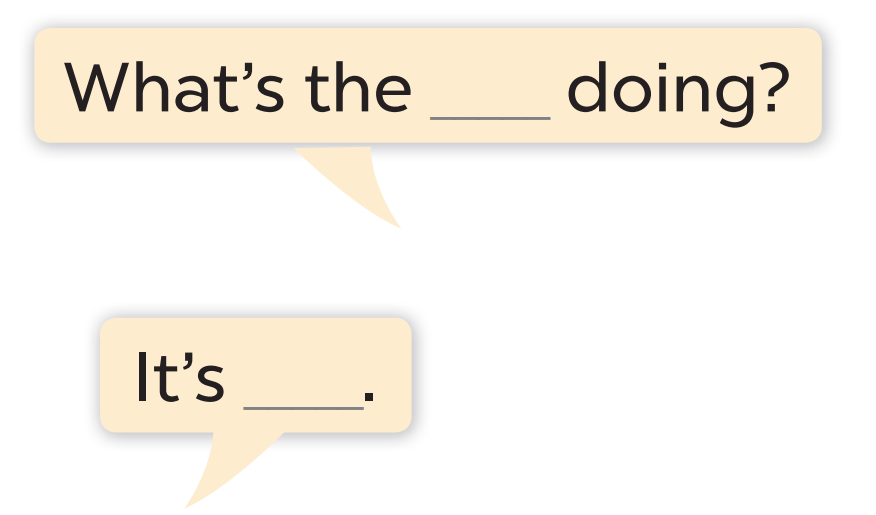 What’s the ____ doing?
It’s ____.